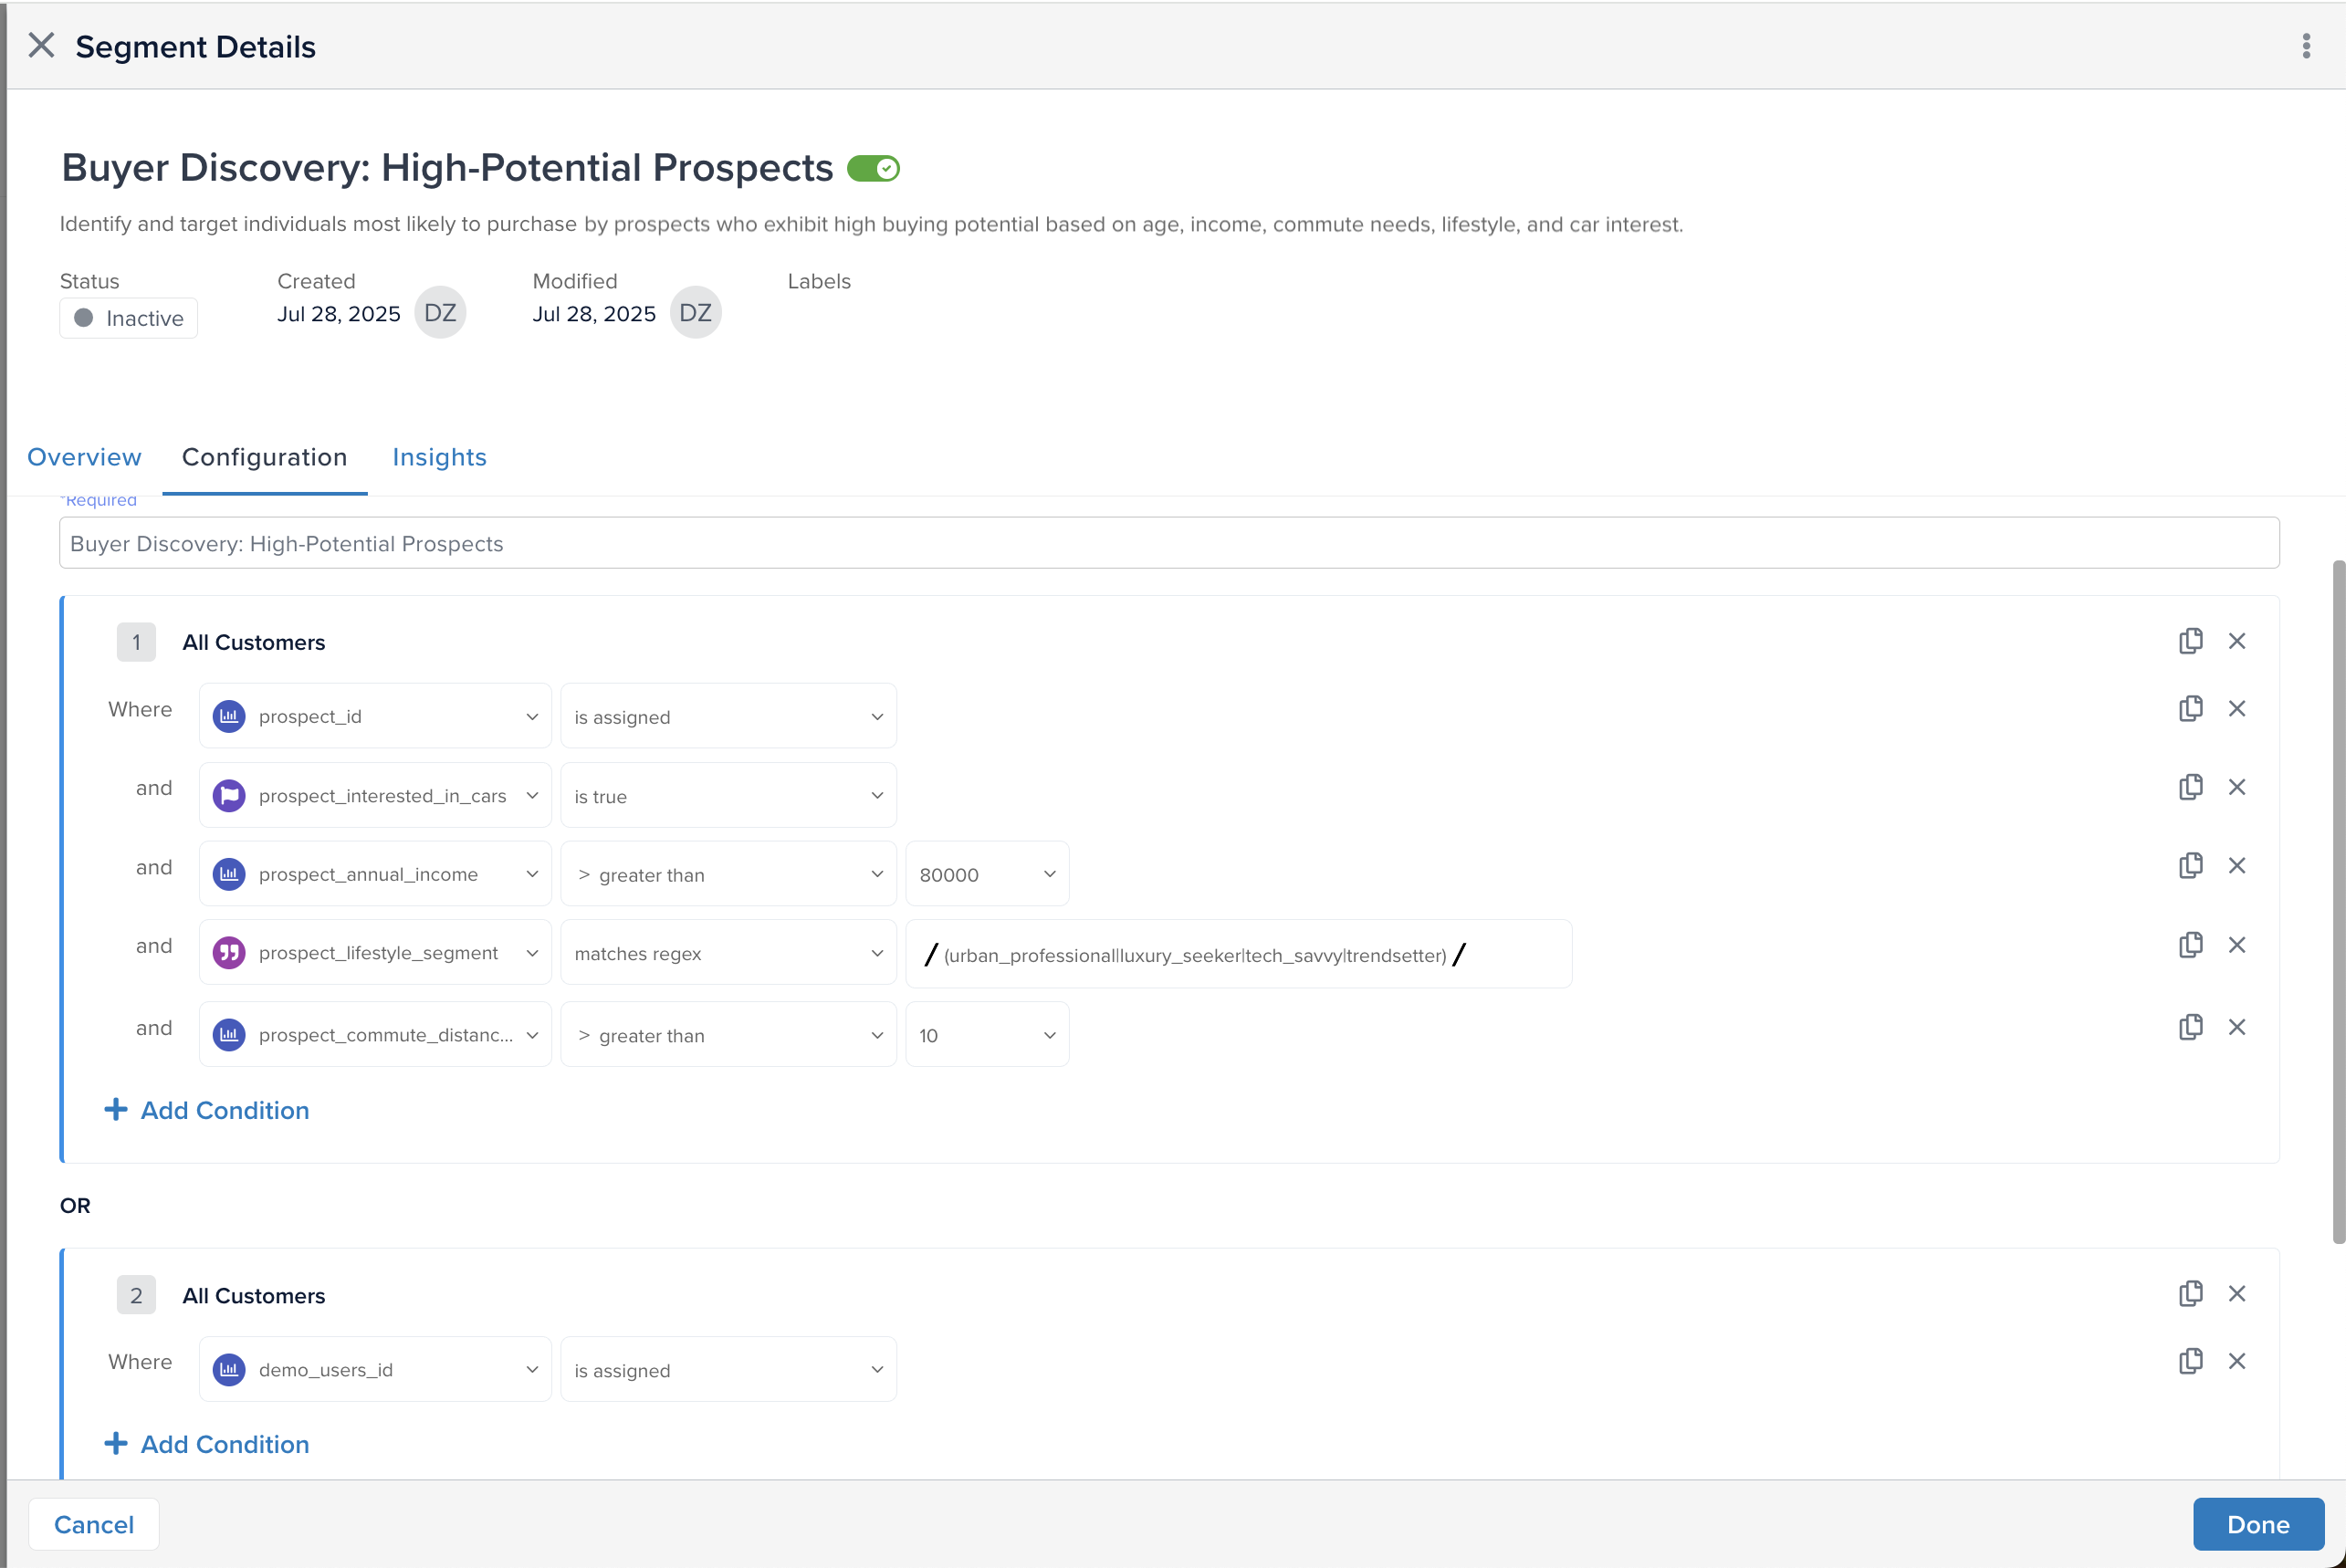 Segment Details
Buyer Discovery: High-Potential Prospects
Identify and target individuals most likely to purchase by prospects who exhibit high buying potential based on age, income, commute needs, lifestyle, and car interest.
Status Created Modified Labels
Inactive Jul 28, 2025 DZ Jul 28, 2025 DZ
Overview Configuration Insights
*Required
Buyer Discovery: High-Potential Prospects
1 All Customers
Where prospect_id is assigned
and prospect_interested_in_cars is true
and prospect_annual_income > greater than 80000
and prospect_lifestyle_segment matches regex / (urban_professional|luxury_seeker|tech_savvy|trendsetter) /
and prospect_commute_distanc... > greater than 10
+ Add Condition
OR
2 All Customers
Where demo_users_id is assigned
+ Add Condition
Cancel Done